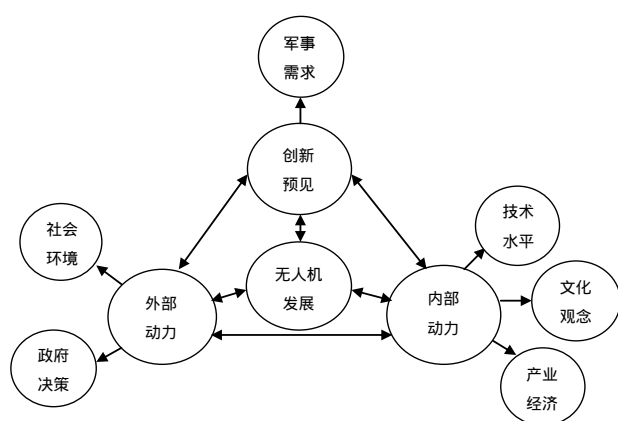 军事
需求
创新
预见
社会
环境
技术
水平
无人机
发展
外部
动力
内部
动力
文化
观念
政府
决策
产业
经济